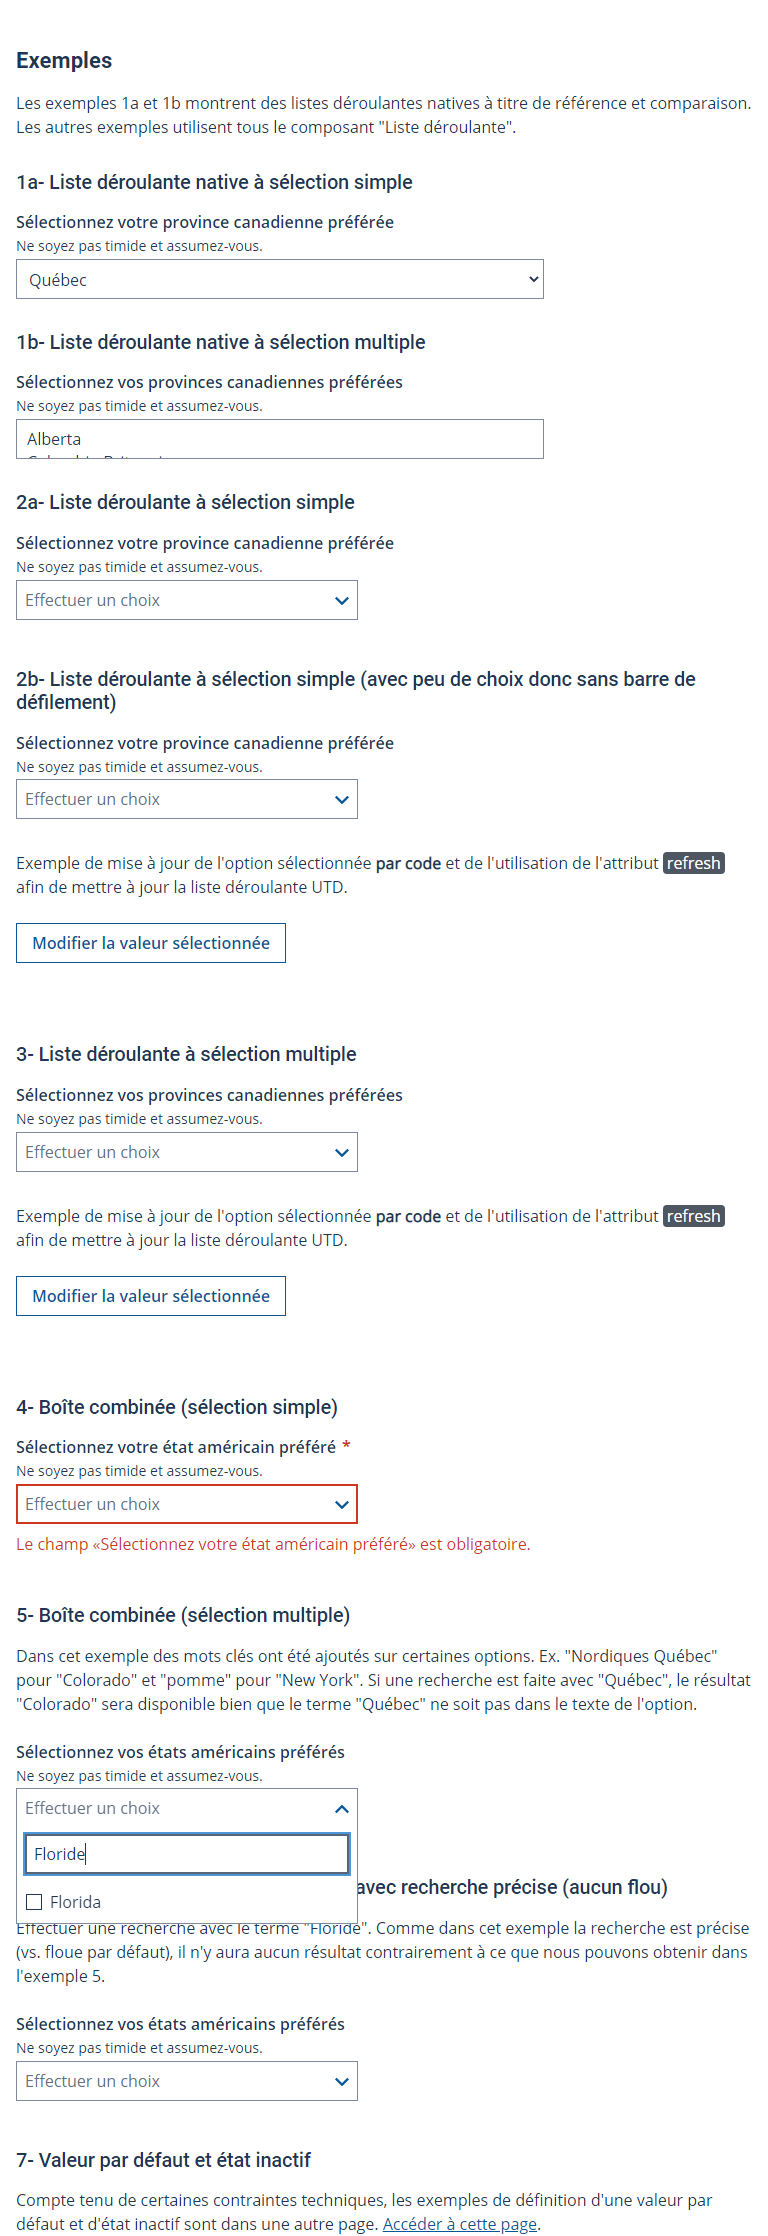 Exemples
Les exemples 1a et 1b montrent des listes déroulantes natives à titre de référence et comparaison.
Les autres exemples utilisent tous le composant "Liste déroulante".
1a- Liste déroulante native à sélection simple
Sélectionnez votre province canadienne préférée
Ne soyez pas timide et assumez-vous.
Québec
1b- Liste déroulante native à sélection multiple
Sélectionnez vos provinces canadiennes préférées
Ne soyez pas timide et assumez-vous.
Alberta
2a- Liste déroulante à sélection simple
Sélectionnez votre province canadienne préférée
Ne soyez pas timide et assumez-vous.
Effectuer un choix
2b- Liste déroulante à sélection simple (avec peu de choix donc sans barre de
défilement)
Sélectionnez votre province canadienne préférée
Ne soyez pas timide et assumez-vous.
Effectuer un choix
Exemple de mise à jour de l'option sélectionnée par code et de l'utilisation de l'attribut refresh
afin de mettre à jour la liste déroulante UTD.
Modifier la valeur sélectionnée
3- Liste déroulante à sélection multiple
Sélectionnez vos provinces canadiennes préférées
Ne soyez pas timide et assumez-vous.
Effectuer un choix
Exemple de mise à jour de l'option sélectionnée par code et de l'utilisation de l'attribut refresh
afin de mettre à jour la liste déroulante UTD.
Modifier la valeur sélectionnée
4- Boîte combinée (sélection simple)
Sélectionnez votre état américain préféré *
Ne soyez pas timide et assumez-vous.
Effectuer un choix
Le champ «Sélectionnez votre état américain préféré» est obligatoire.
5- Boîte combinée (sélection multiple)
Dans cet exemple des mots clés ont été ajoutés sur certaines options. Ex. "Nordiques Québec"
pour "Colorado" et "pomme" pour "New York". Si une recherche est faite avec "Québec", le résultat
"Colorado" sera disponible bien que le terme "Québec" ne soit pas dans le texte de l'option.
Sélectionnez vos états américains préférés
Ne soyez pas timide et assumez-vous.
Effectuer un choix
Floride
avec recherche précise (aucun flou)
Florida
Effectuer une recherche avec le terme "Floride". Comme dans cet exemple la recherche est précise
(vs. floue par défaut), il n'y aura aucun résultat contrairement à ce que nous pouvons obtenir dans
l'exemple 5.
Sélectionnez vos états américains préférés
Ne soyez pas timide et assumez-vous.
Effectuer un choix
7- Valeur par défaut et état inactif
Compte tenu de certaines contraintes techniques, les exemples de définition d'une valeur par
défaut et d'état inactif sont dans une autre page. Accéder à cette page.